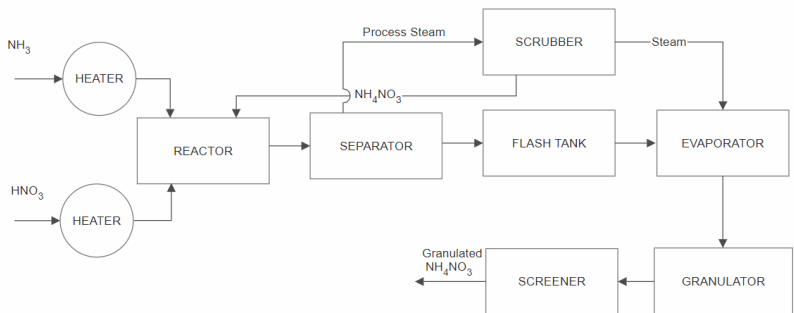 Process Steam
SCRUBBER
Steam
NH₃
HEATER
NH₄NO₃
REACTOR
SEPARATOR
FLASH TANK
EVAPORATOR
HNO₃
HEATER
Granulated
NH₄NO₃
SCREENER
GRANULATOR